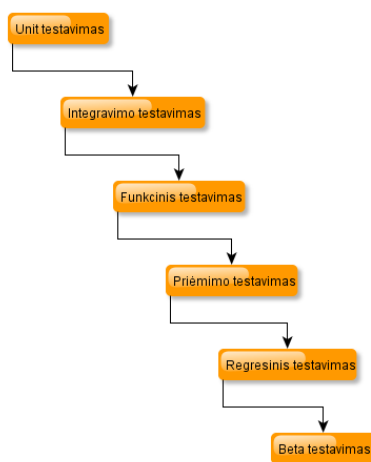 Unit testavimas
Integravimo testavimas
Funkcinis testavimas
Priėmimo testavimas
Regresinis testavimas
Beta testavimas